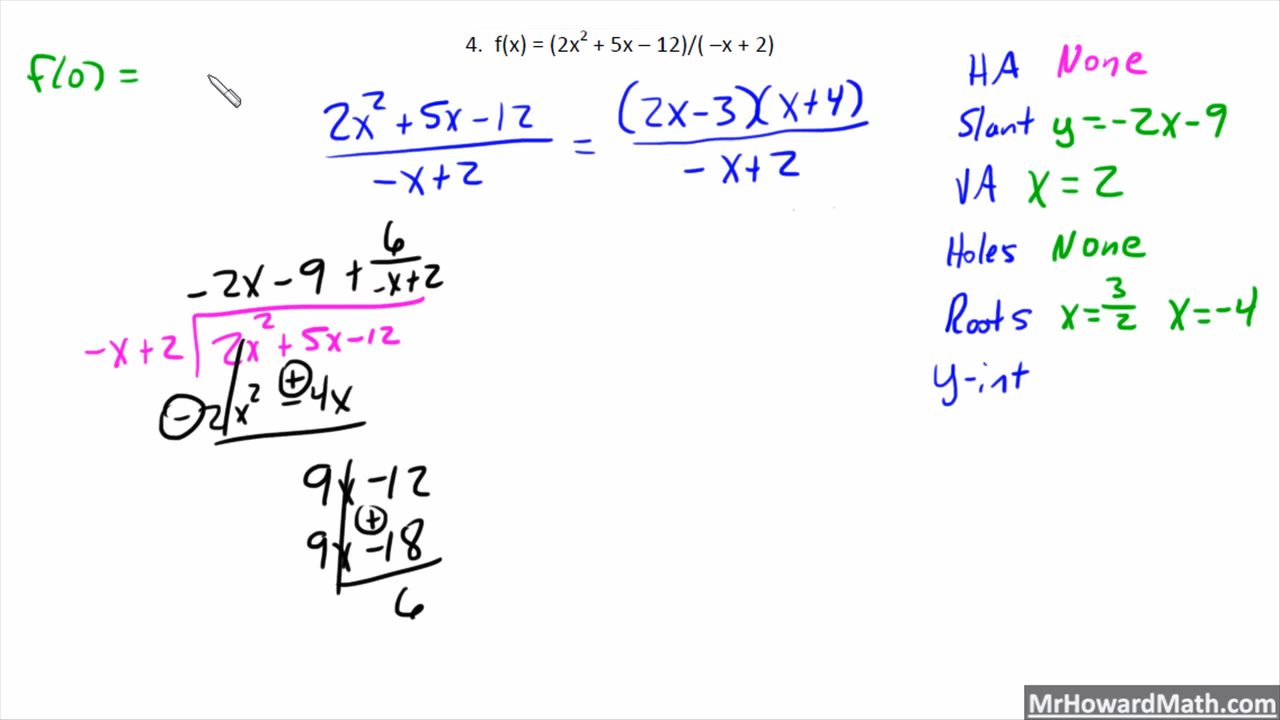 4. f(x) = (2x² + 5x – 12)/( –x + 2)
f(0) =
2x² + 5x - 12 / -x + 2 = (2x - 3)(x + 4) / -x + 2
HA None
Slant y = -2x - 9
VA x = 2
Holes None
Roots x = 3/2 x = -4
y-int
-2x - 9 + 6/-x+2
-x + 2 2x² + 5x - 12
- 2x² + - 4x
9x - 12
9x + - 18
6
MrHowardMath.com